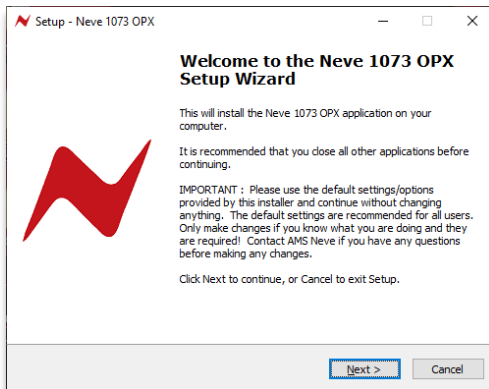 Setup - Neve 1073 OPX
Welcome to the Neve 1073 OPX
Setup Wizard
This will install the Neve 1073 OPX application on your
computer.
It is recommended that you close all other applications before
continuing.
IMPORTANT : Please use the default settings/options
provided by this installer and continue without changing
anything. The default settings are recommended for all users.
Only make changes if you know what you are doing and they
are required! Contact AMS Neve if you have any questions
before making any changes.
Click Next to continue, or Cancel to exit Setup.
Next >
Cancel